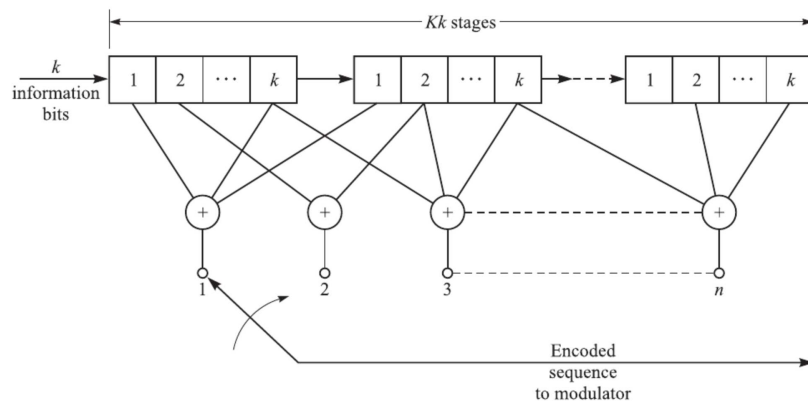 Kk stages
k
information
bits
1 2 ⋯ k
1 2 ⋯ k
1 2 ⋯ k
+ + + +
1 2 3 n
Encoded
sequence
to modulator